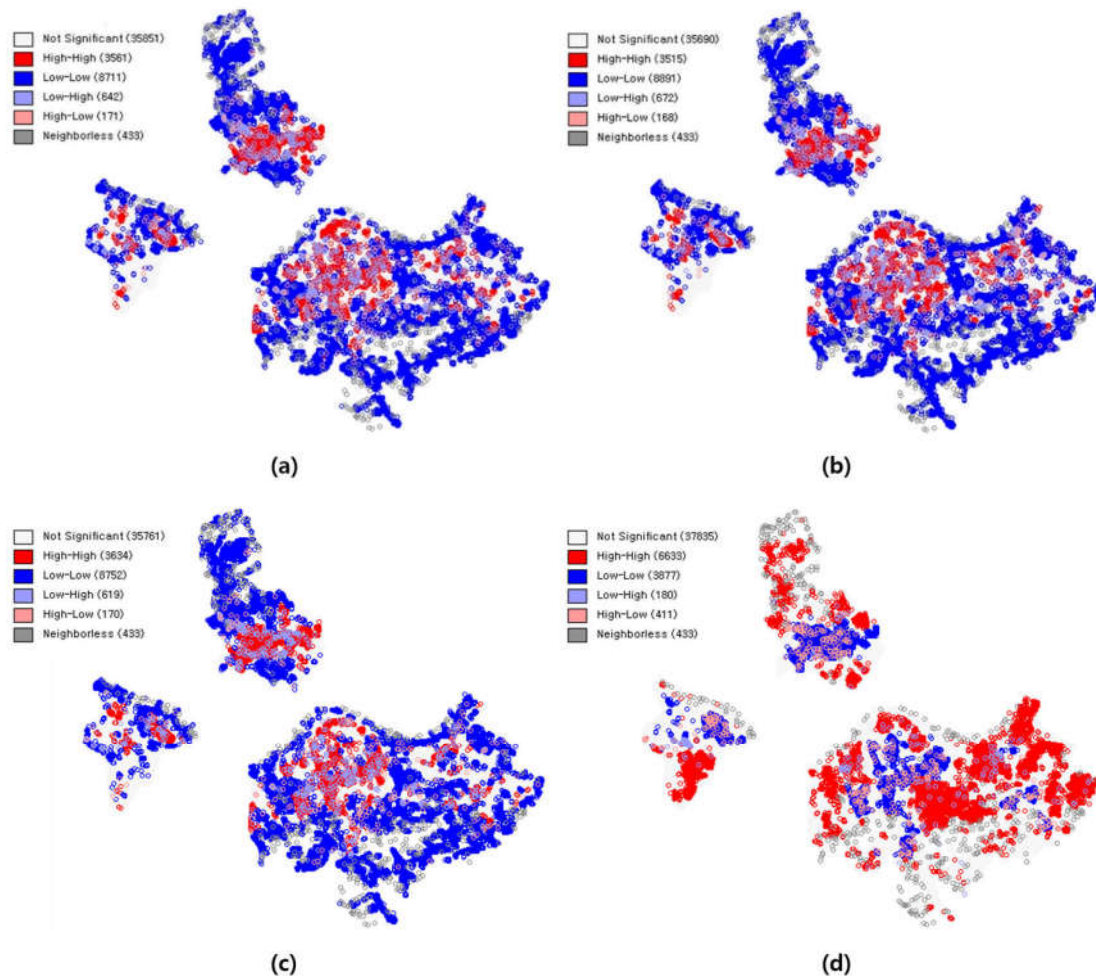 Not Significant (35851)
High-High (3561)
Low-Low (8711)
Low-High (642)
High-Low (171)
Neighborless (433)
(a)
Not Significant (35690)
High-High (3515)
Low-Low (8891)
Low-High (672)
High-Low (168)
Neighborless (433)
(b)
Not Significant (35761)
High-High (3634)
Low-Low (8752)
Low-High (619)
High-Low (170)
Neighborless (433)
(c)
Not Significant (37835)
High-High (6633)
Low-Low (3877)
Low-High (180)
High-Low (411)
Neighborless (433)
(d)